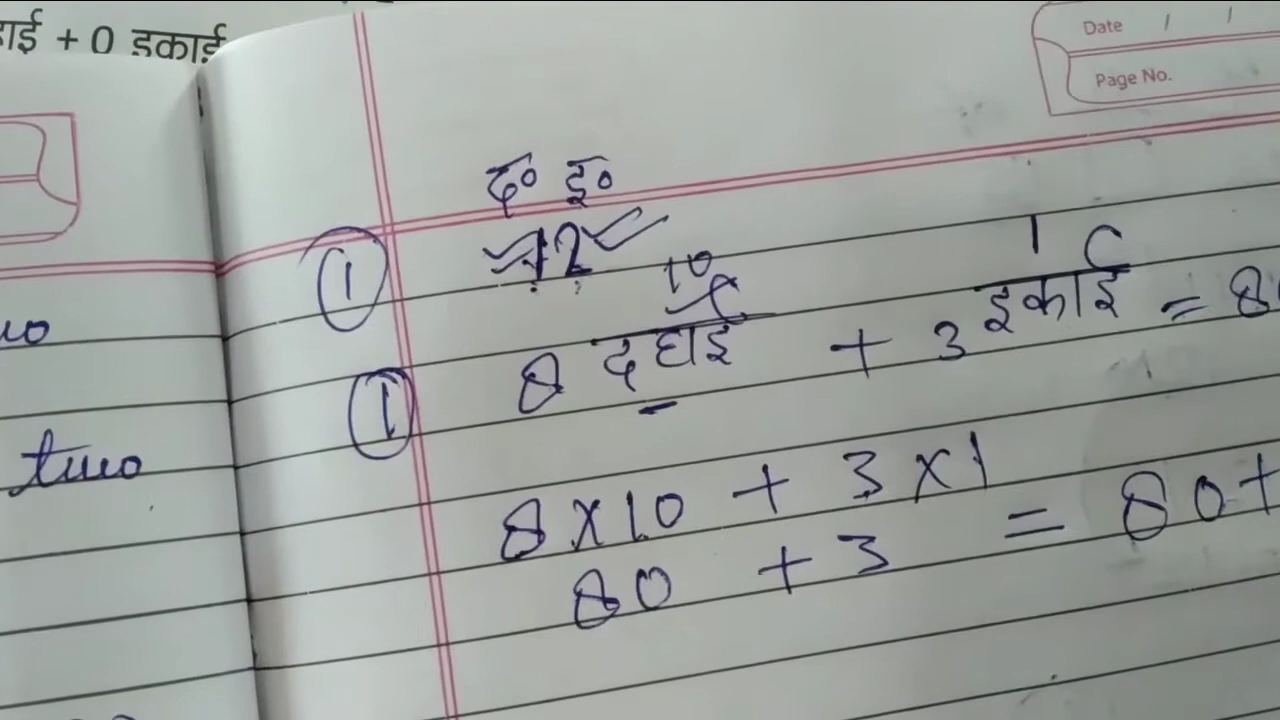 हाई + 0 इकाई
Date / /
Page No.
द० इ०
① 12
10 1
① 8 दहाई + 3 इकाई = 8
two
8 × 10 + 3 × 1 = 80 +
80 + 3